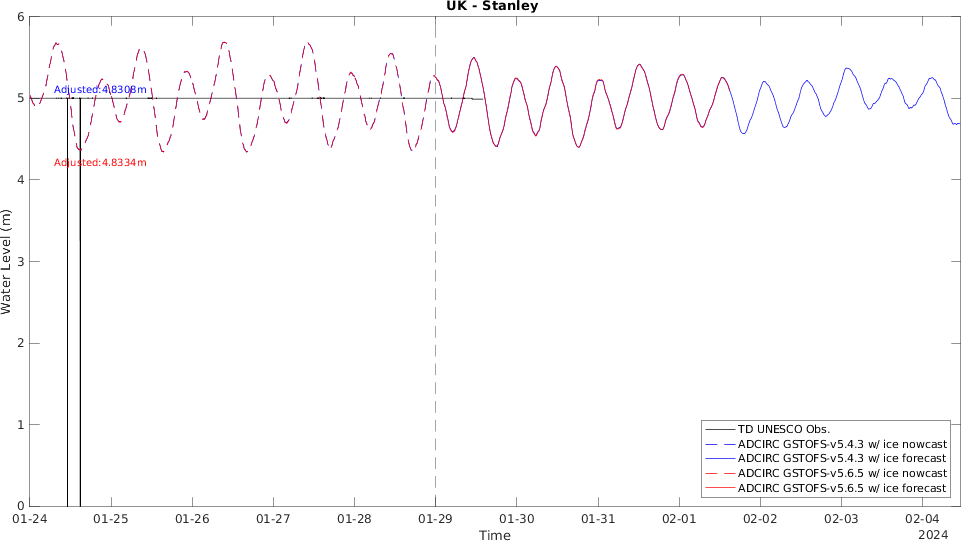 UK - Stanley
6
5
4
3
2
1
0
Water Level (m)
Adjusted:4.8308m
Adjusted:4.8334m
TD UNESCO Obs.
ADCIRC GSTOFS-v5.4.3 w/ ice nowcast
ADCIRC GSTOFS-v5.4.3 w/ ice forecast
ADCIRC GSTOFS-v5.6.5 w/ ice nowcast
ADCIRC GSTOFS-v5.6.5 w/ ice forecast
01-24 01-25 01-26 01-27 01-28 01-29 01-30 01-31 02-01 02-02 02-03 02-04
Time
2024